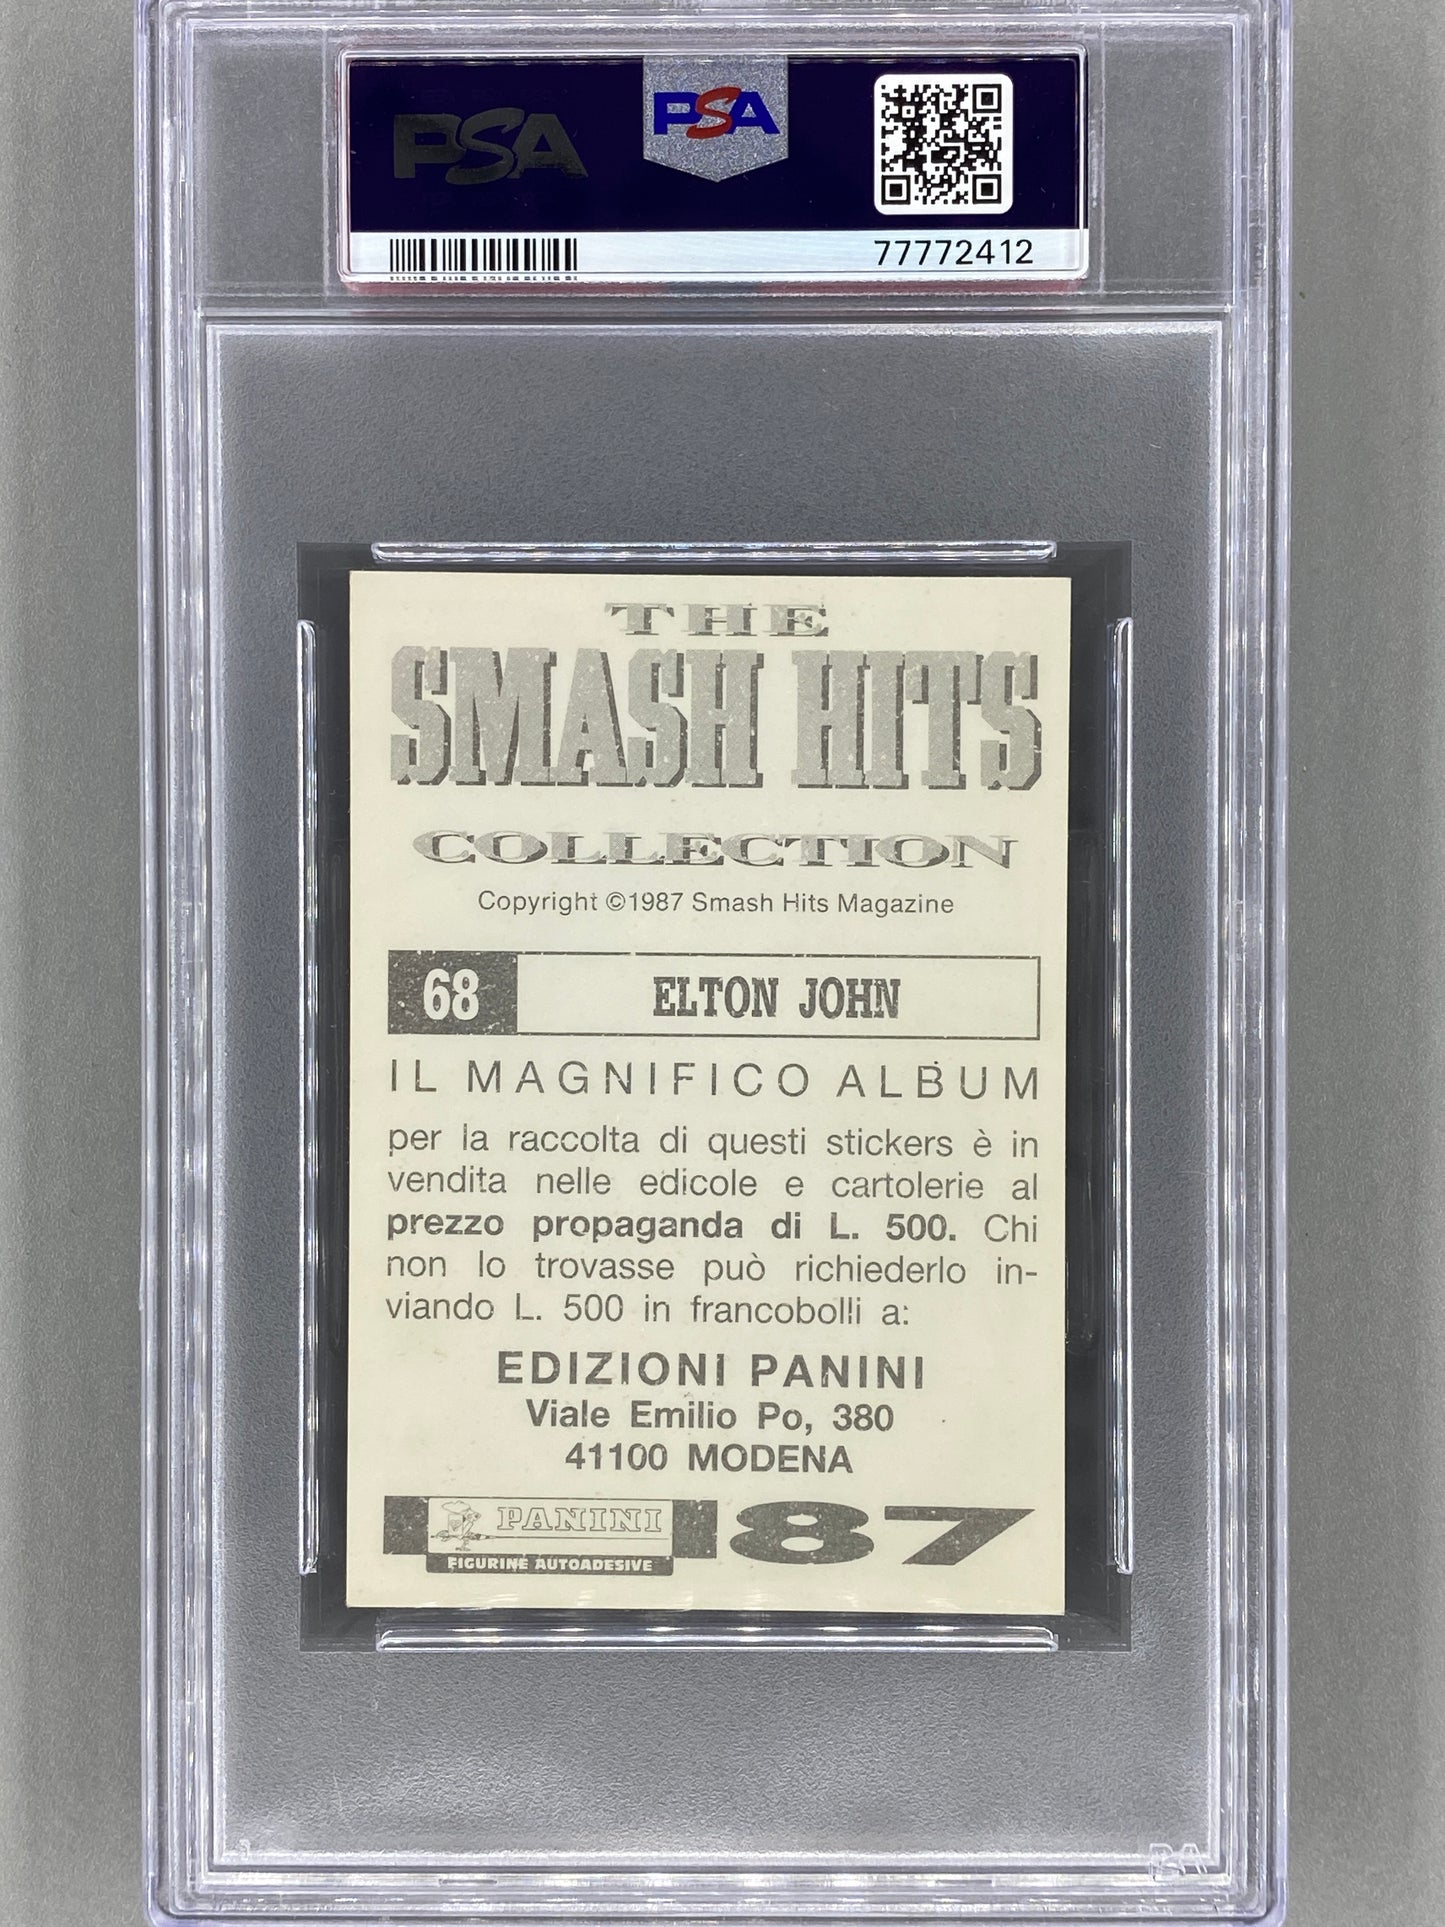 PSA
PSA
77772412
THE
SMASH HITS
COLLECTION
Copyright ©1987 Smash Hits Magazine
68 ELTON JOHN
IL MAGNIFICO ALBUM
per la raccolta di questi stickers è in
vendita nelle edicole e cartolerie al
prezzo propaganda di L. 500. Chi
non lo trovasse può richiederlo in-
viando L. 500 in francobolli a:
EDIZIONI PANINI
Viale Emilio Po, 380
41100 MODENA
PANINI 87
FIGURINE AUTOADESIVE